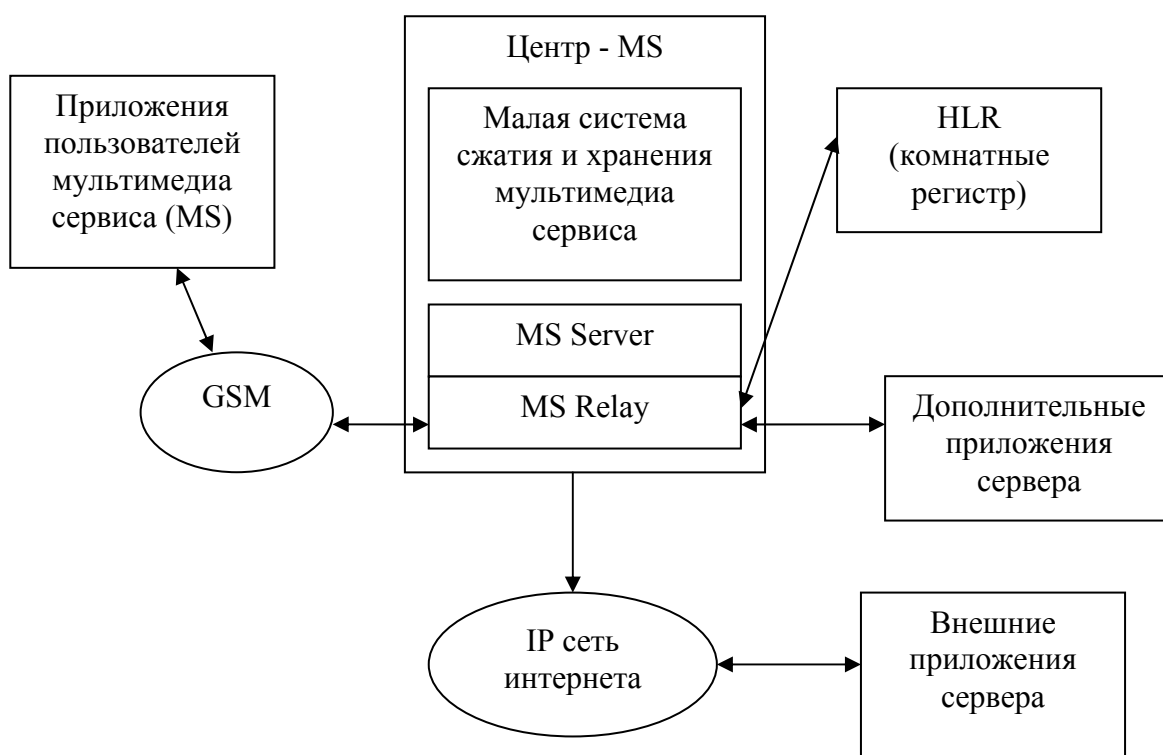 Центр - MS
Приложения
пользователей
мультимедиа
сервиса (MS)
Малая система
сжатия и хранения
мультимедиа
сервиса
HLR
(комнатные
регистр)
MS Server
GSM
MS Relay
Дополнительные
приложения
сервера
IP сеть
интернета
Внешние
приложения
сервера